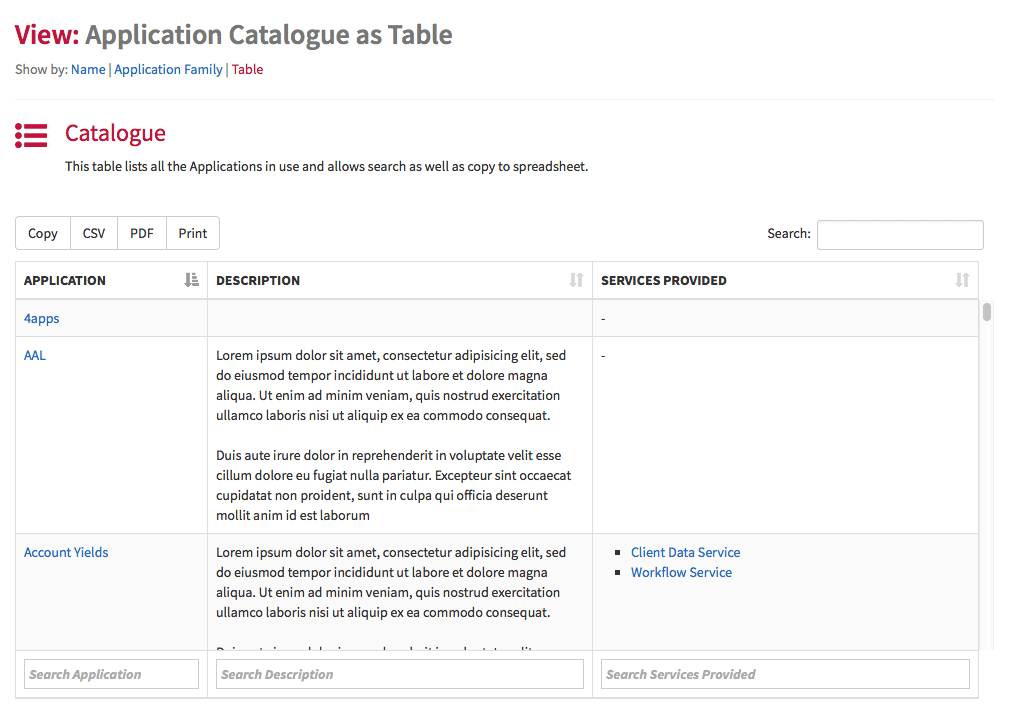 View: Application Catalogue as Table
Show by: Name | Application Family | Table
Catalogue
This table lists all the Applications in use and allows search as well as copy to spreadsheet.
Copy CSV PDF Print Search:
APPLICATION DESCRIPTION SERVICES PROVIDED
4apps -
AAL Lorem ipsum dolor sit amet, consectetur adipisicing elit, sed -
do eiusmod tempor incididunt ut labore et dolore magna
aliqua. Ut enim ad minim veniam, quis nostrud exercitation
ullamco laboris nisi ut aliquip ex ea commodo consequat.
Duis aute irure dolor in reprehenderit in voluptate velit esse
cillum dolore eu fugiat nulla pariatur. Excepteur sint occaecat
cupidatat non proident, sunt in culpa qui officia deserunt
mollit anim id est laborum
Account Yields Lorem ipsum dolor sit amet, consectetur adipisicing elit, sed ▪ Client Data Service
do eiusmod tempor incididunt ut labore et dolore magna ▪ Workflow Service
aliqua. Ut enim ad minim veniam, quis nostrud exercitation
ullamco laboris nisi ut aliquip ex ea commodo consequat.
Search Application Search Description Search Services Provided